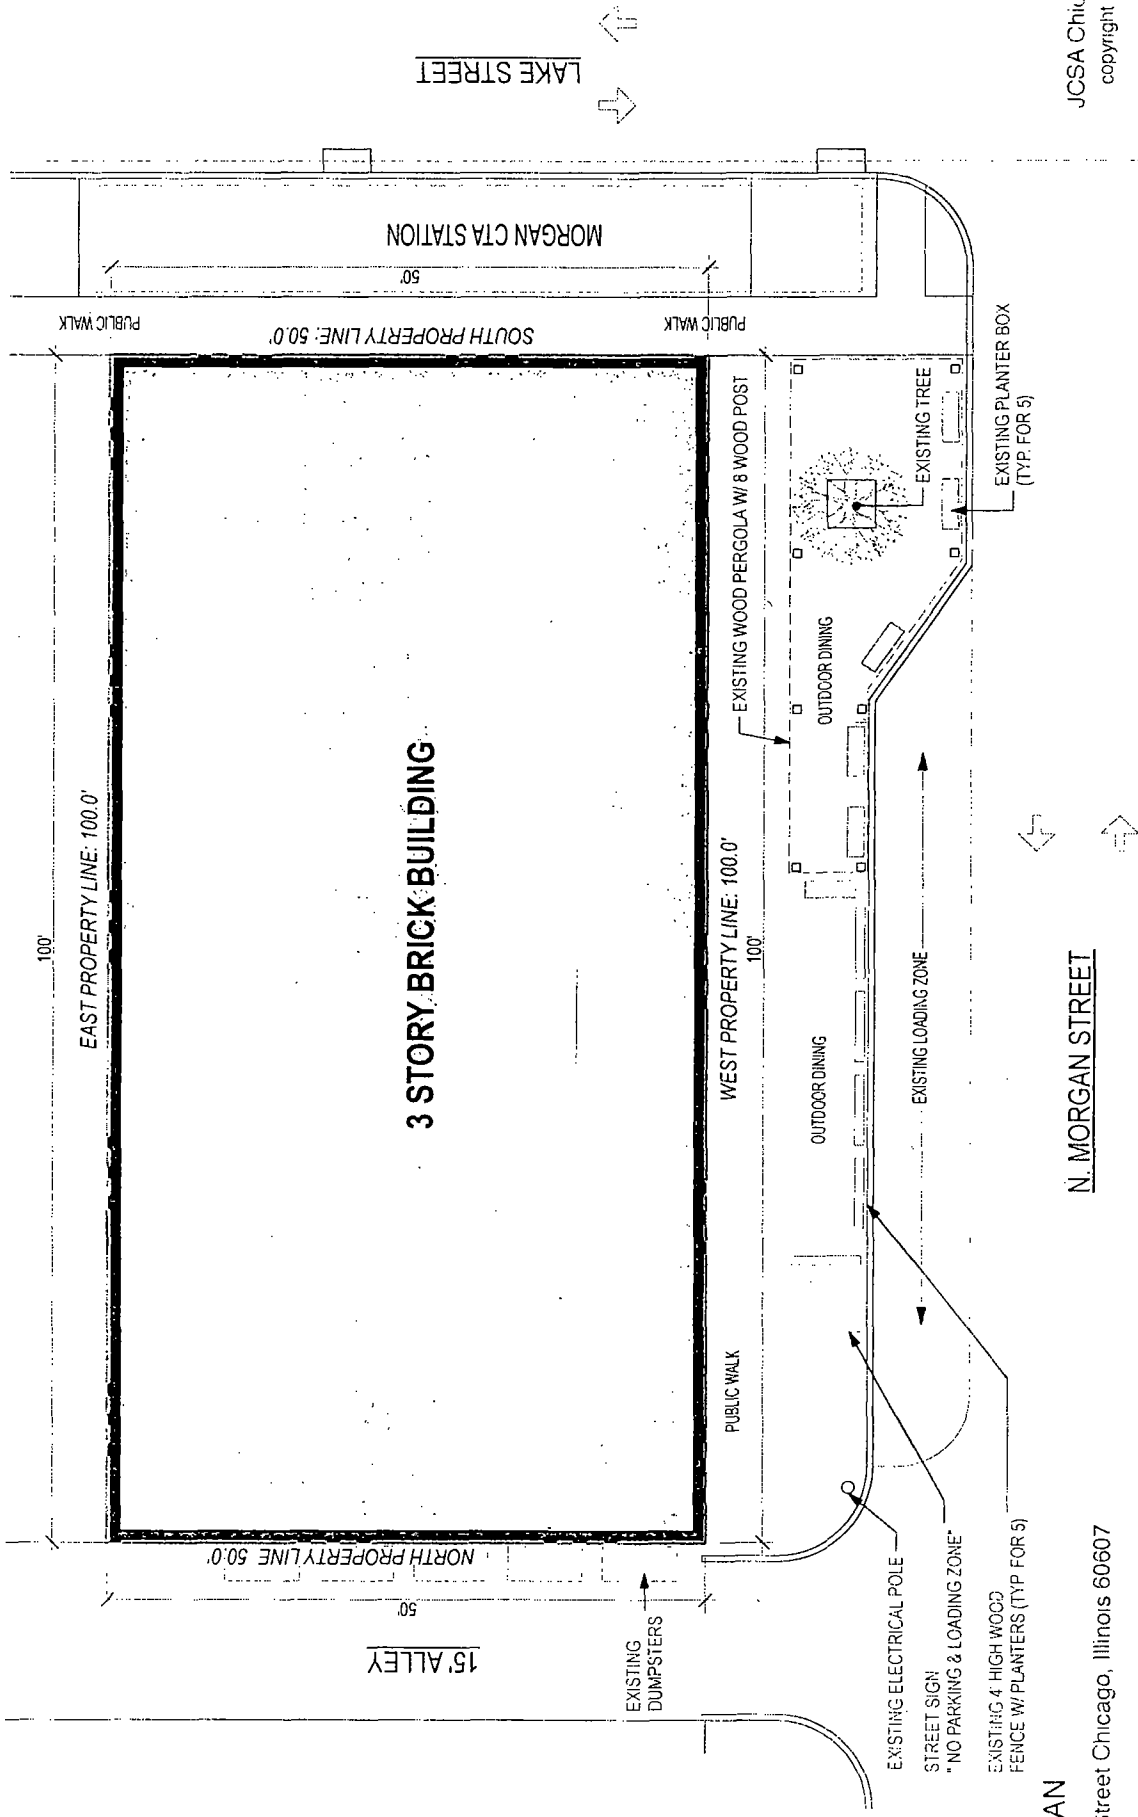 LAKE STREET
JCSA Chic
copyright
MORGAN CTA STATION
50'
PUBLIC WALK
SOUTH PROPERTY LINE: 50.0'
PUBLIC WALK
EXISTING TREE
EXISTING PLANTER BOX
(TYP. FOR 5)
EXISTING WOOD PERGOLA W/ 8 WOOD POST
OUTDOOR DINING
EAST PROPERTY LINE: 100.0'
100'
3 STORY BRICK BUILDING
WEST PROPERTY LINE: 100.0'
100'
OUTDOOR DINING
EXISTING LOADING ZONE
N. MORGAN STREET
PUBLIC WALK
NORTH PROPERTY LINE 50.0'
50'
15' ALLEY
EXISTING
DUMPSTERS
EXISTING ELECTRICAL POLE
STREET SIGN
"NO PARKING & LOADING ZONE"
EXISTING 4' HIGH WOOD
FENCE W/ PLANTERS (TYP FOR 5)
AN
Street Chicago, Illinois 60607